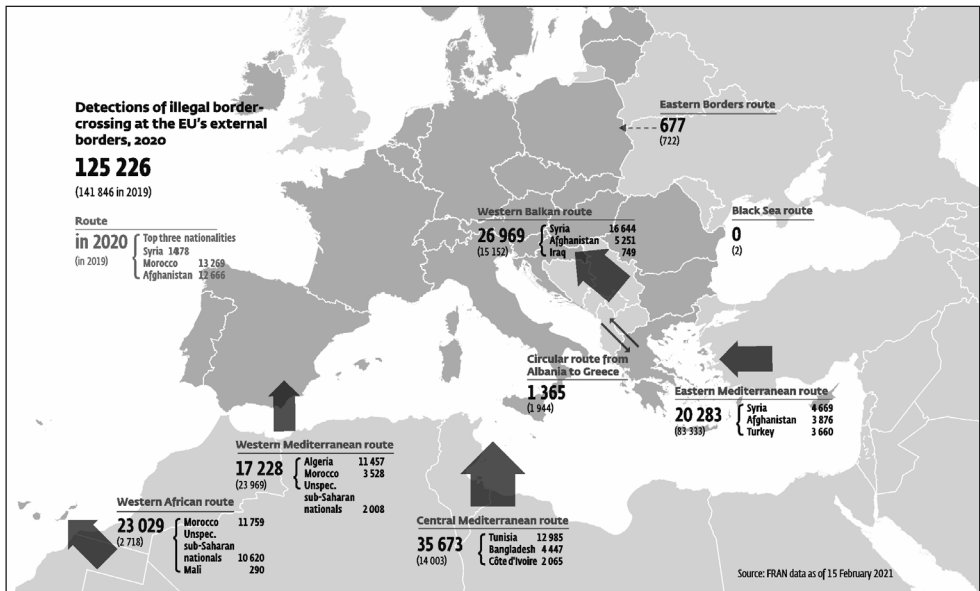 Detections of illegal border-
crossing at the EU's external
borders, 2020
125 226
(141 846 in 2019)
Route
in 2020
(in 2019)
Top three nationalities
Syria
Morocco 13 269
Afghanistan 12 666
Eastern Borders route
677
(722)
Western Balkan route
26 969
(15 152)
Syria 16 644
Afghanistan 5 251
Iraq 749
Black Sea route
0
(2)
Circular route from
Albania to Greece
1 365
(1 944)
Eastern Mediterranean route
20 283
(83 333)
Syria 4 669
Afghanistan 3 876
Turkey 3 660
Western Mediterranean route
17 228
(23 969)
Algeria 11 457
Morocco 3 528
Unspec.
sub-Saharan
nationals 2 008
Western African route
23 029
(2 718)
Morocco 11 759
Unspec.
sub-Saharan
nationals 10 620
Mali 290
Central Mediterranean route
35 673
(14 003)
Tunisia 12 985
Bangladesh 4 447
Côte d'Ivoire 2 065
Source: FRAN data as of 15 February 2021